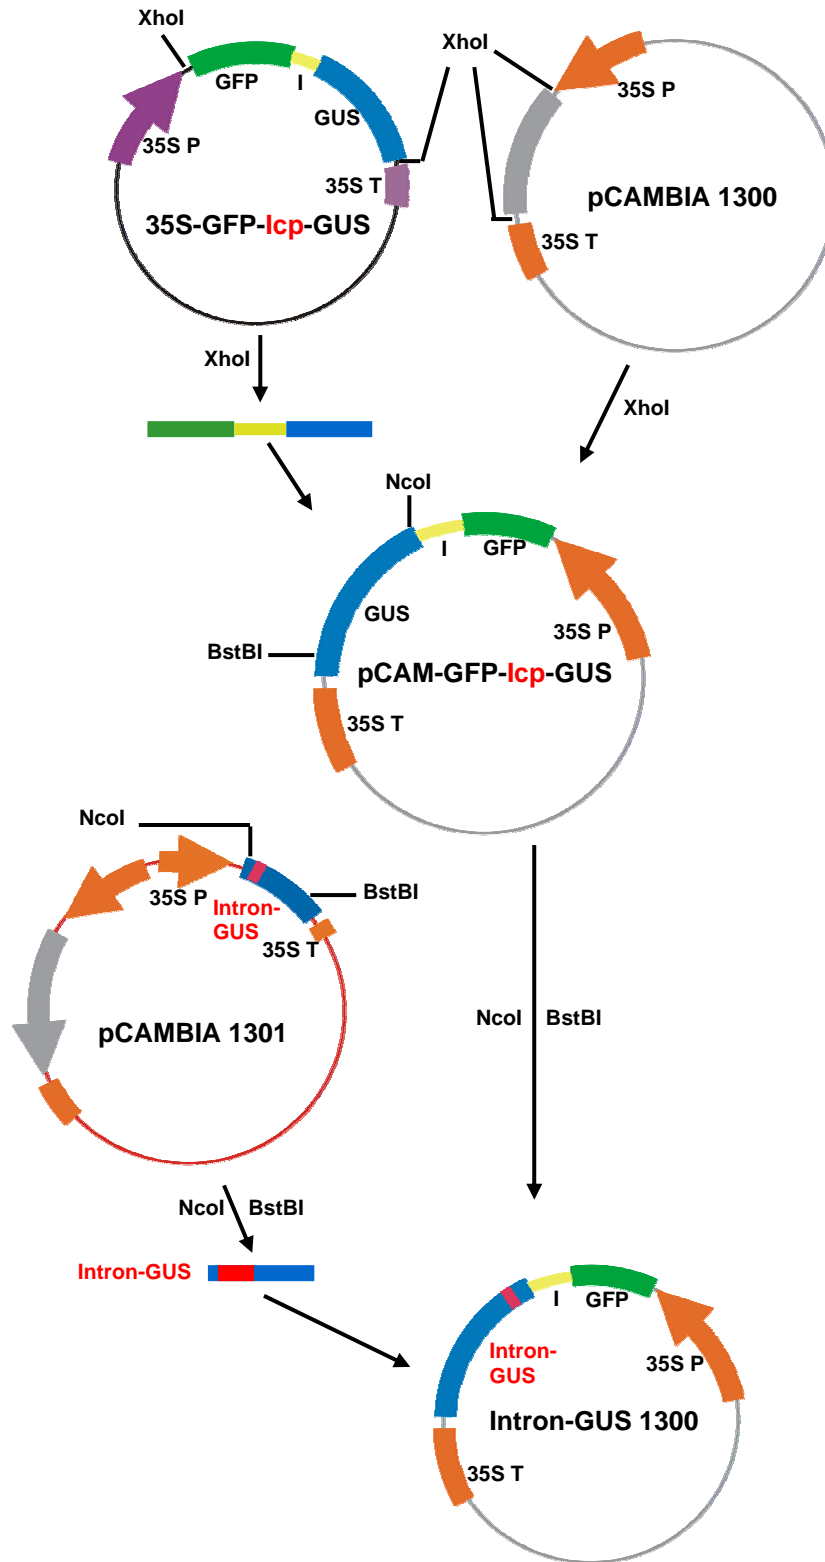 XhoI
GFP
I
GUS
35S P
35S T
35S-GFP-Icp-GUS
XhoI
35S P
pCAMBIA 1300
35S T
XhoI
XhoI
NcoI
I
GFP
GUS
35S P
BstBI
pCAM-GFP-Icp-GUS
35S T
NcoI
35S P
BstBI
Intron-
GUS
35S T
pCAMBIA 1301
NcoI
BstBI
NcoI
BstBI
Intron-GUS
I
GFP
Intron-
GUS
35S P
Intron-GUS 1300
35S T